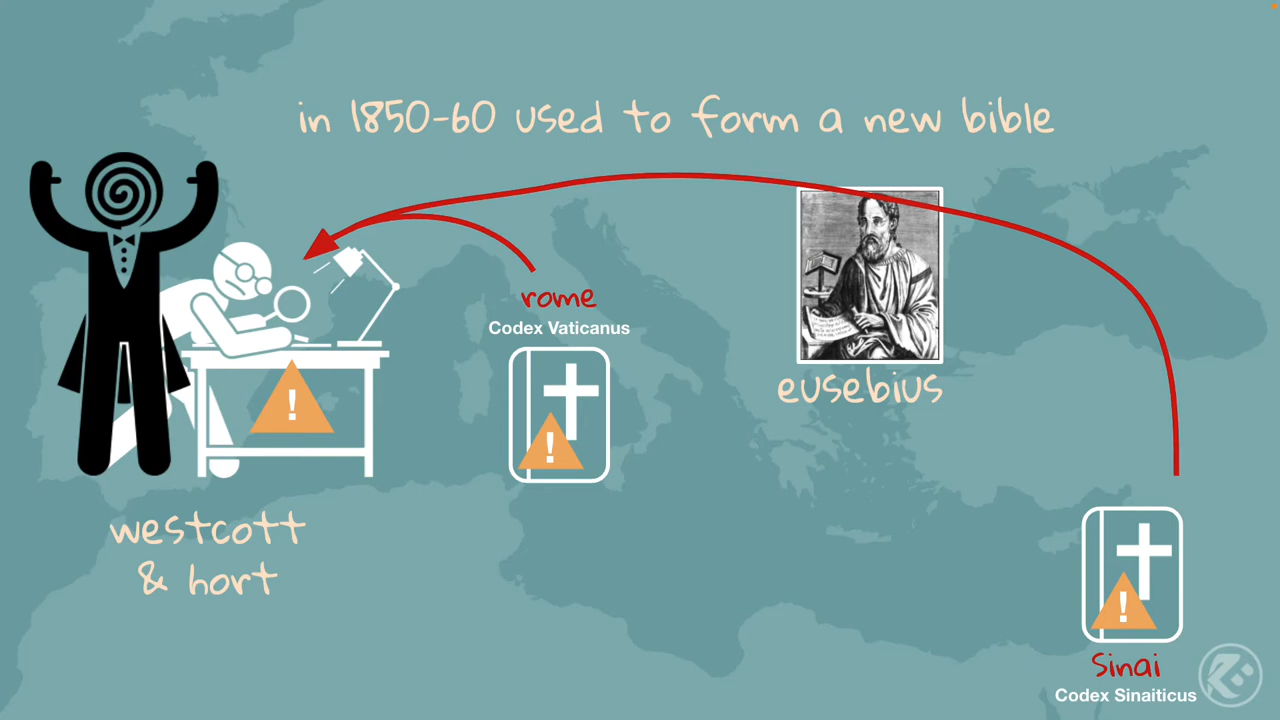 in 1850-60 used to form a new bible
rome
Codex Vaticanus
eusebius
westcott
& hort
Sinai
Codex Sinaiticus